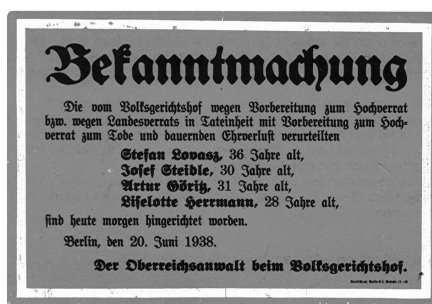 Bekanntmachung
Die vom Volksgerichtshof wegen Vorbereitung zum Hochverrat
bzw. wegen Landesverrats in Tateinheit mit Vorbereitung zum Hoch-
verrat zum Tode und dauernden Ehrverlust verurteilten
Stefan Lovasz, 36 Jahre alt,
Josef Steidle, 30 Jahre alt,
Artur Göritz, 31 Jahre alt,
Liselotte Herrmann, 28 Jahre alt,
sind heute morgen hingerichtet worden.
Berlin, den 20. Juni 1938.
Der Oberreichsanwalt beim Volksgerichtshof.